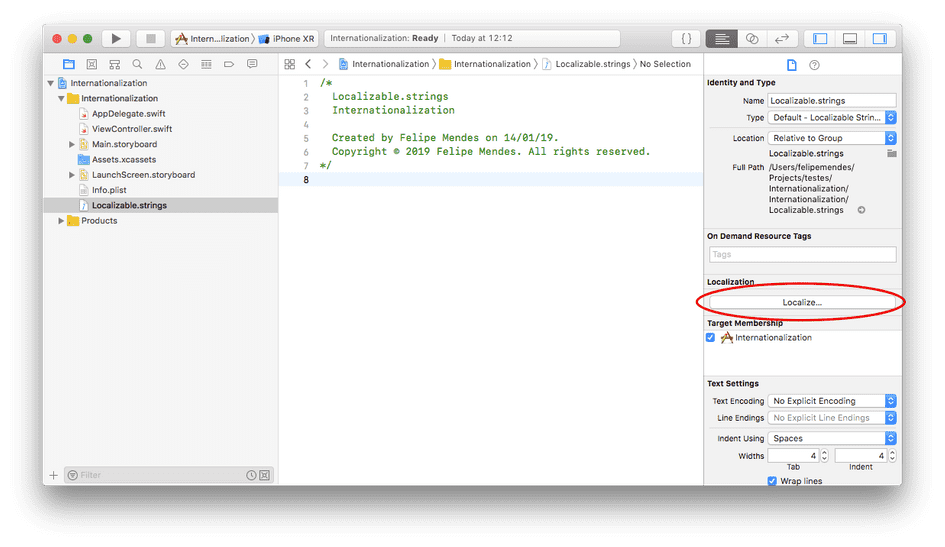 Intern...lization
iPhone XR
Internationalization: Ready | Today at 12:12
{ }
Internationalization
Internationalization
AppDelegate.swift
ViewController.swift
Main.storyboard
Assets.xcassets
LaunchScreen.storyboard
Info.plist
Localizable.strings
Products
Filter
Internationalization
Internationalization
Localizable.strings
No Selection
1 /*
2 Localizable.strings
3 Internationalization
4
5 Created by Felipe Mendes on 14/01/19.
6 Copyright © 2019 Felipe Mendes. All rights reserved.
7 */
8
Identity and Type
Name Localizable.strings
Type Default - Localizable Strin...
Location Relative to Group
Localizable.strings
Full Path /Users/felipemendes/
Projects/testes/
Internationalization/
Internationalization/
Localizable.strings
On Demand Resource Tags
Tags
Localization
Localize...
Target Membership
Internationalization
Text Settings
Text Encoding No Explicit Encoding
Line Endings No Explicit Line Endings
Indent Using Spaces
Widths 4 4
Tab Indent
Wrap lines